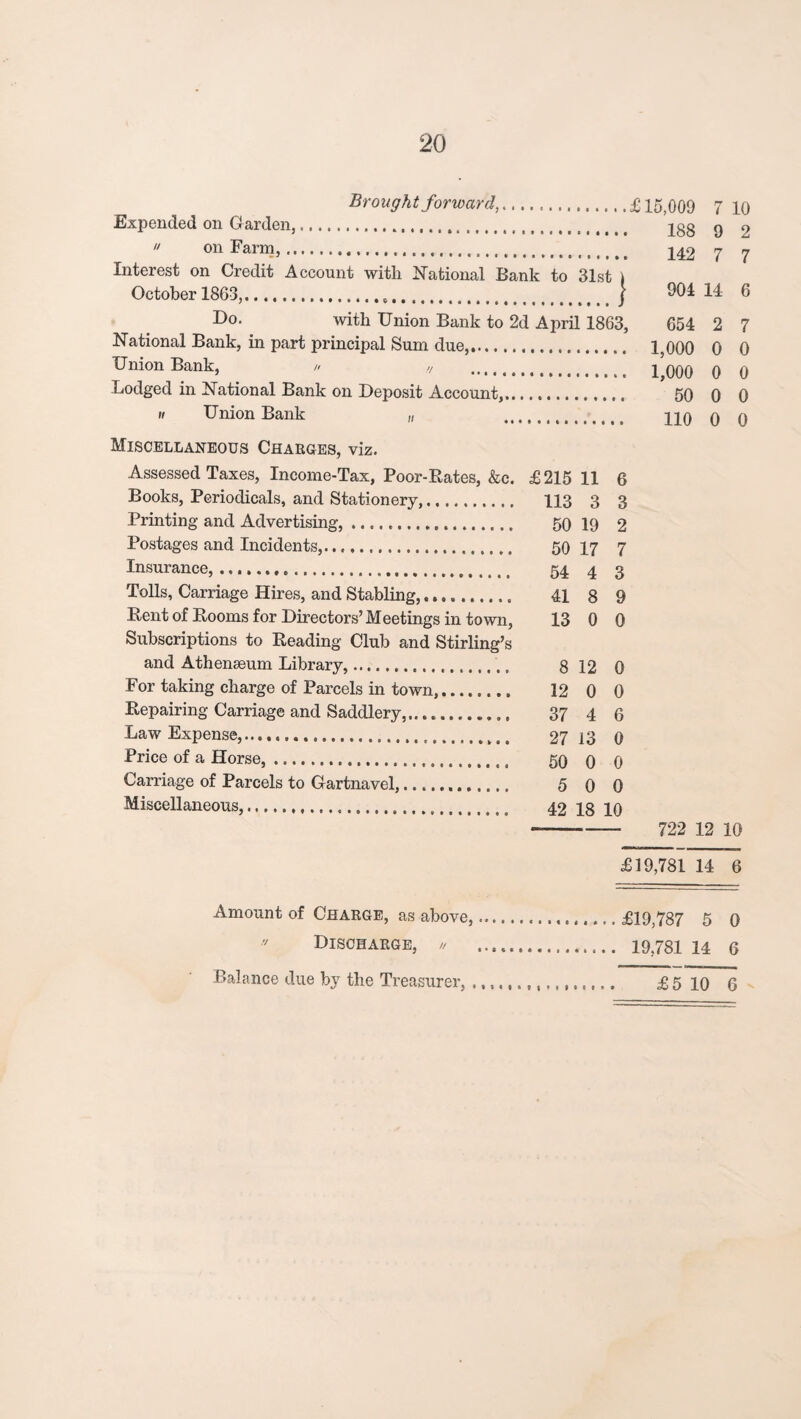 20
Brought forward,...............£15,009 7 10
Expended on Garden,.................................... 188 9 2
" on Farm,...................................... 142 7 7
Interest on Credit Account with National Bank to 31st }
October 1863,............................................} 904 14 6
Do. with Union Bank to 2d April 1863, 654 2 7
National Bank, in part principal Sum due,................... 1,000 0 0
Union Bank, " " .................... 1,000 0 0
Lodged in National Bank on Deposit Account,............... 50 0 0
" Union Bank " ............... 110 0 0
MISCELLANEOUS CHARGES, viz.
Assessed Taxes, Income-Tax, Poor-Rates, &c. £215 11 6
Books, Periodicals, and Stationery,........... 113 3 3
Printing and Advertising,................... 50 19 2
Postages and Incidents,...................... 50 17 7
Insurance,................................ 54 4 3
Tolls, Carriage Hires, and Stabling,........... 41 8 9
Rent of Rooms for Directors' Meetings in town, 13 0 0
Subscriptions to Reading Club and Stirling's
and Athenæum Library,................... 8 12 0
For taking charge of Parcels in town,......... 12 0 0
Repairing Carriage and Saddlery,............. 37 4 6
Law Expense,............................... 27 13 0
Price of a Horse,........................... 50 0 0
Carriage of Parcels to Gartnavel,............. 5 0 0
Miscellaneous,.............................. 42 18 10
722 12 10
£19,781 14 6
Amount of CHARGE, as above,................£19,787 5 0
" DISCHARGE, " ................ 19,781 14 6
Balance due by the Treasurer,................ £5 10 6